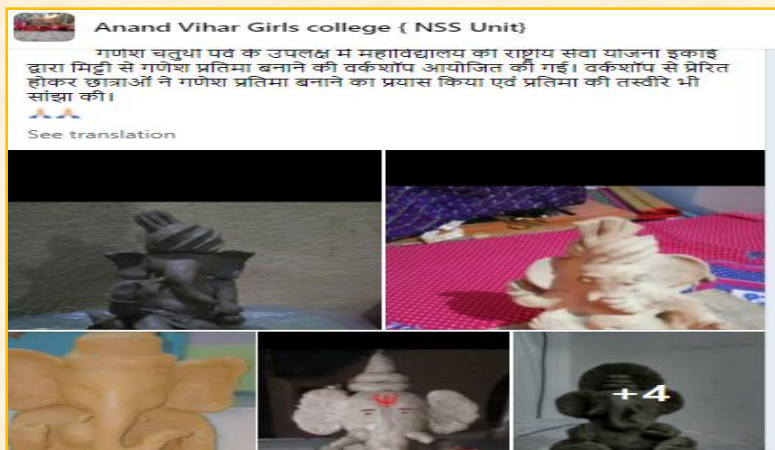 Anand Vihar Girls college { NSS Unit}
गणेश चतुर्थी पर्व के उपलक्ष में महाविद्यालय की राष्ट्रीय सेवा योजना इकाई
द्वारा मिट्टी से गणेश प्रतिमा बनाने की वर्कशॉप आयोजित की गई। वर्कशॉप से प्रेरित
होकर छात्राओं ने गणेश प्रतिमा बनाने का प्रयास किया एवं प्रतिमा की तस्वीरे भी
सांझा की।
🙏🙏
See translation
+4